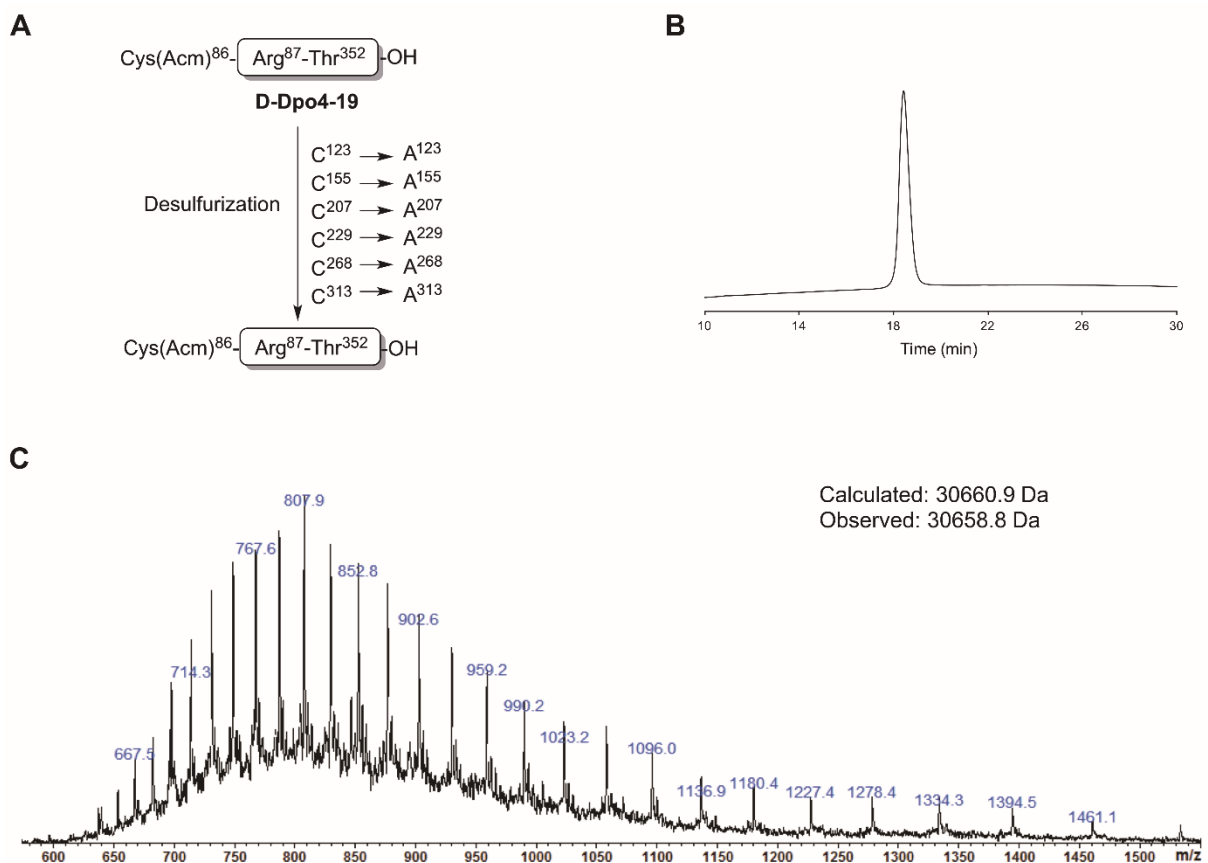 A
Cys(Acm)⁸⁶-Arg⁸⁷-Thr³⁵²-OH
D-Dpo4-19
Desulfurization
C¹²³ → A¹²³
C¹⁵⁵ → A¹⁵⁵
C²⁰⁷ → A²⁰⁷
C²²⁹ → A²²⁹
C²⁶⁸ → A²⁶⁸
C³¹³ → A³¹³
Cys(Acm)⁸⁶-Arg⁸⁷-Thr³⁵²-OH
B
10 14 18 22 26 30
Time (min)
C
Calculated: 30660.9 Da
Observed: 30658.8 Da
667.5
714.3
767.6
807.9
852.8
902.6
959.2
990.2
1023.2
1096.0
1136.9
1180.4
1227.4
1278.4
1334.3
1394.5
1461.1
600 650 700 750 800 850 900 950 1000 1050 1100 1150 1200 1250 1300 1350 1400 1450 1500 m/z